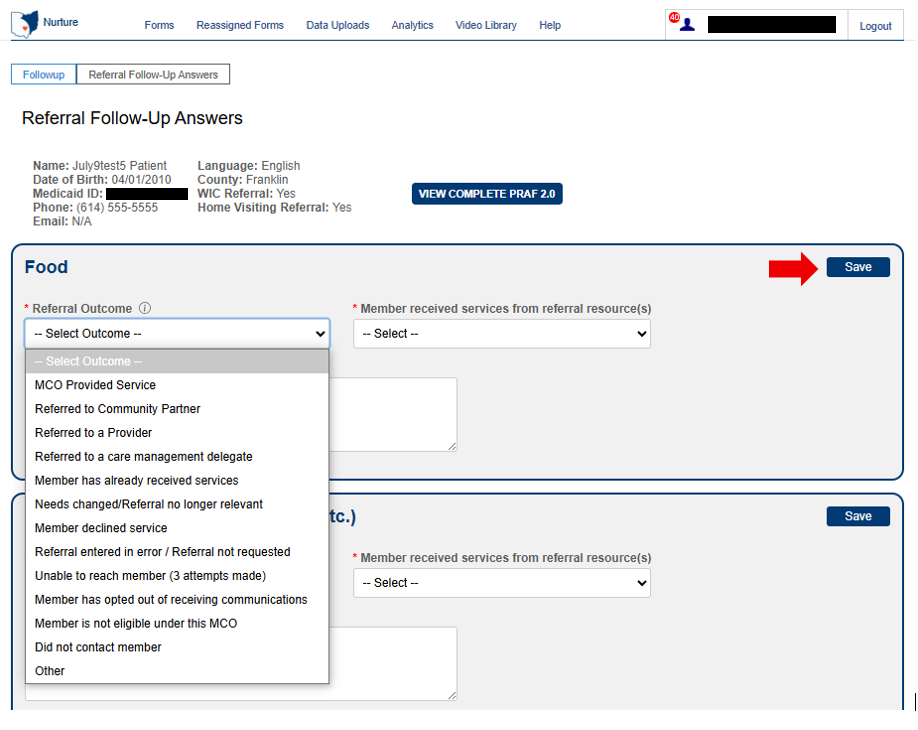 Nurture
Forms Reassigned Forms Data Uploads Analytics Video Library Help
40
Logout
Followup Referral Follow-Up Answers
Referral Follow-Up Answers
Name: July9test5 Patient Language: English
Date of Birth: 04/01/2010 County: Franklin
Medicaid ID: WIC Referral: Yes
Phone: (614) 555-5555 Home Visiting Referral: Yes
Email: N/A
VIEW COMPLETE PRAF 2.0
Food Save
* Referral Outcome * Member received services from referral resource(s)
-- Select Outcome -- -- Select --
-- Select Outcome --
MCO Provided Service
Referred to Community Partner
Referred to a Provider
Referred to a care management delegate
Member has already received services
Needs changed/Referral no longer relevant
Member declined service
Referral entered in error / Referral not requested
Unable to reach member (3 attempts made)
Member has opted out of receiving communications
Member is not eligible under this MCO
Did not contact member
Other
tc.) Save
* Member received services from referral resource(s)
-- Select --